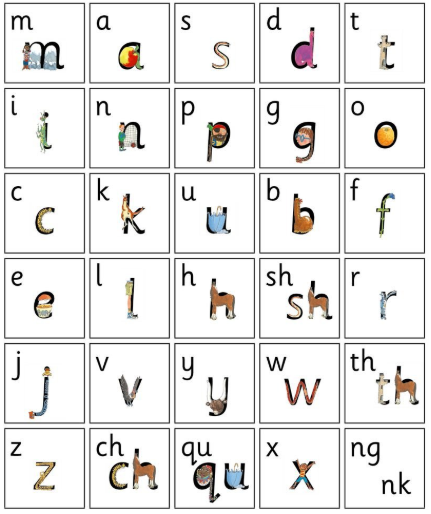 m a s d t
m a s d t
i n p g o
i n p g o
c k u b f
c k u b f
e l h sh r
e l h sh r
j v y w th
j v y w th
z ch qu x ng
z ch qu x nk